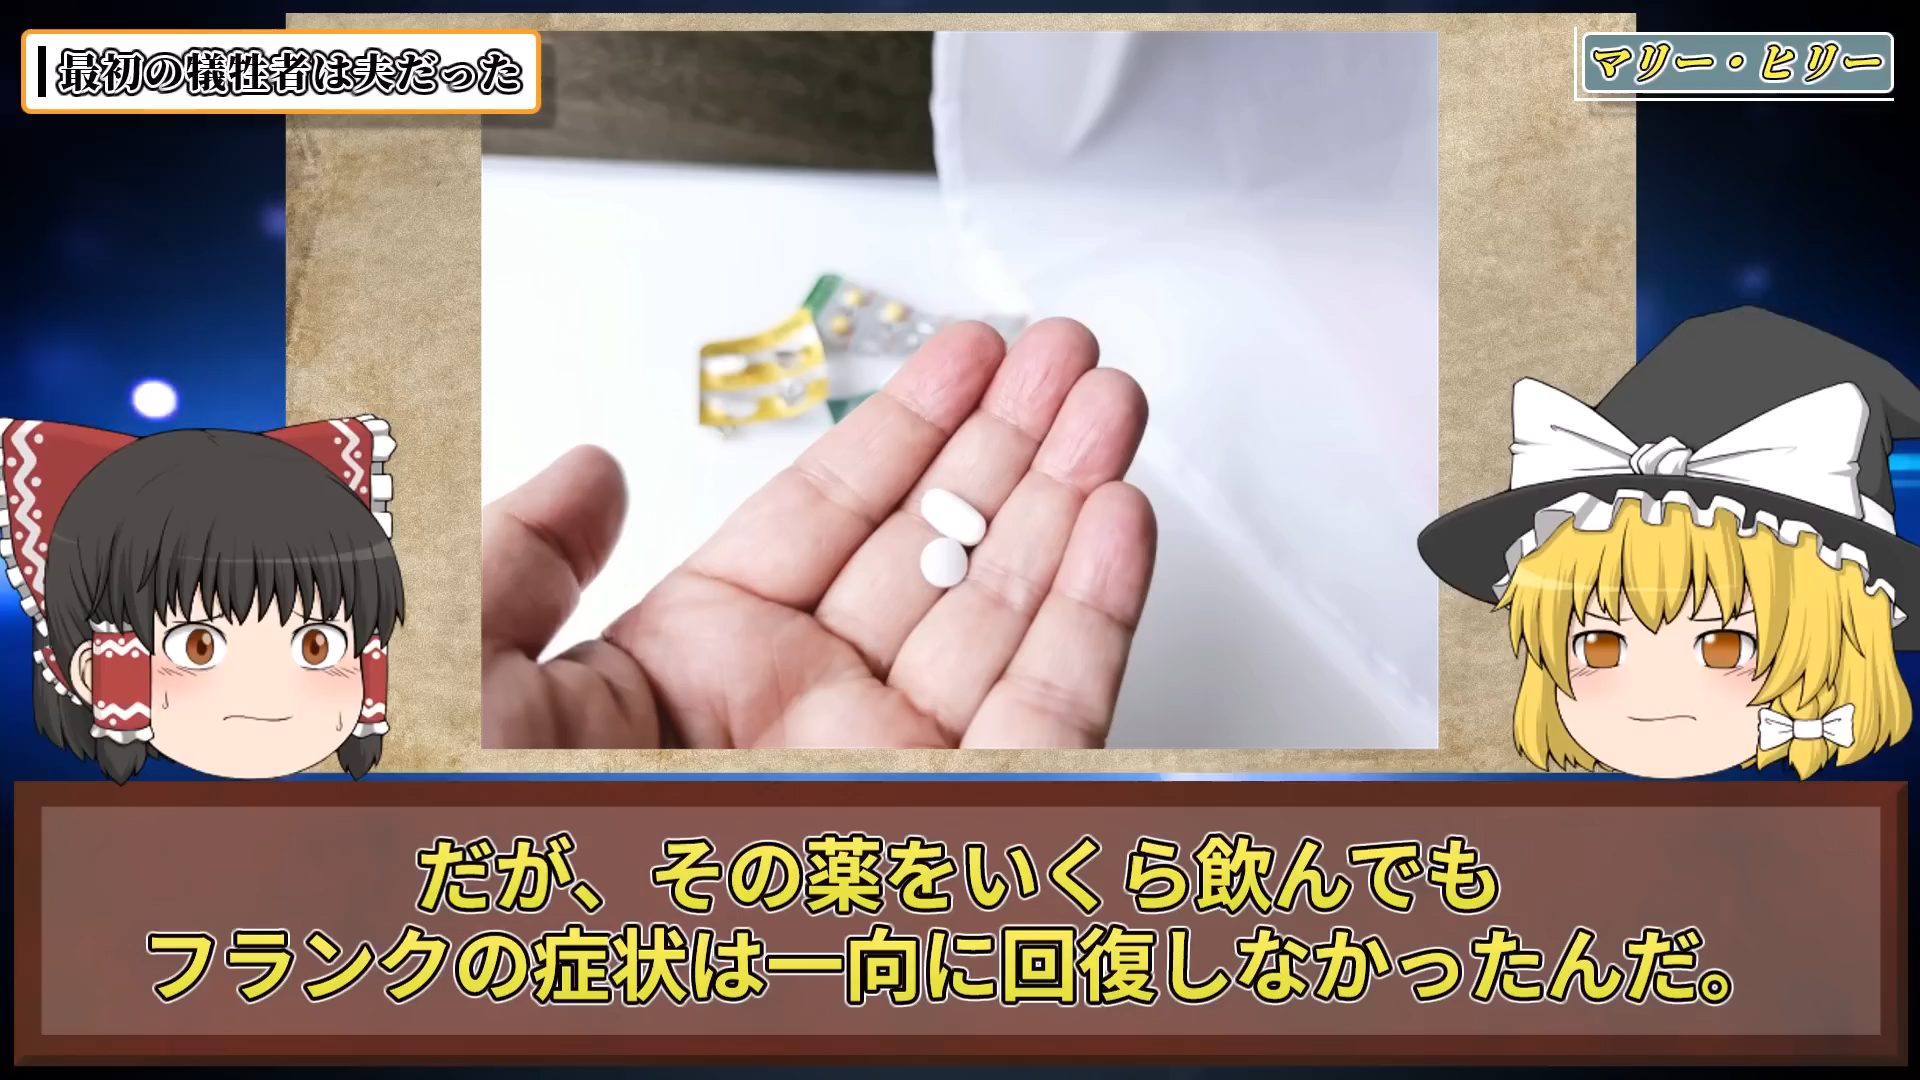 最初の犠牲者は夫だった
マリー・ヒリー
だが、その薬をいくら飲んでも
フランクの症状は一向に回復しなかったんだ。